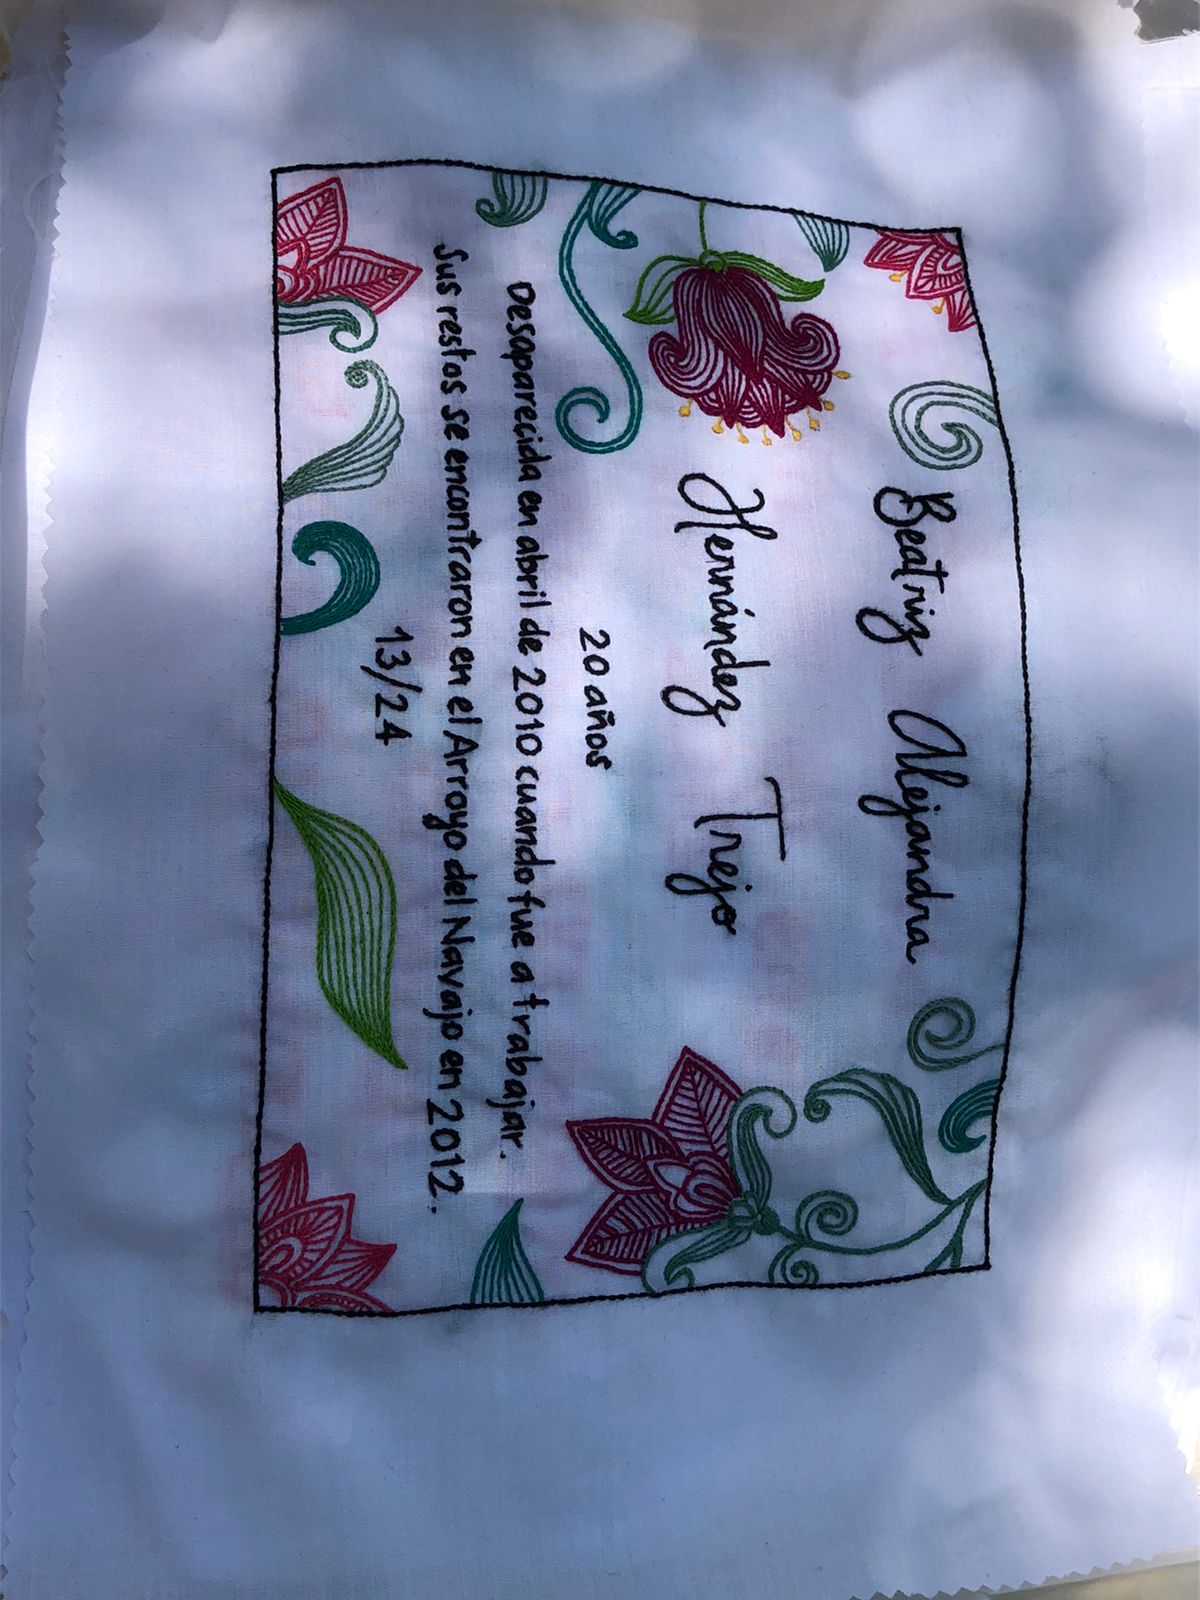 Beatriz Alejandra
Hernández Trejo
20 años
Desaparecida en abril de 2010 cuando fue a trabajar.
Sus restos se encontraron en el Arroyo del Navajo en 2012.
13/24